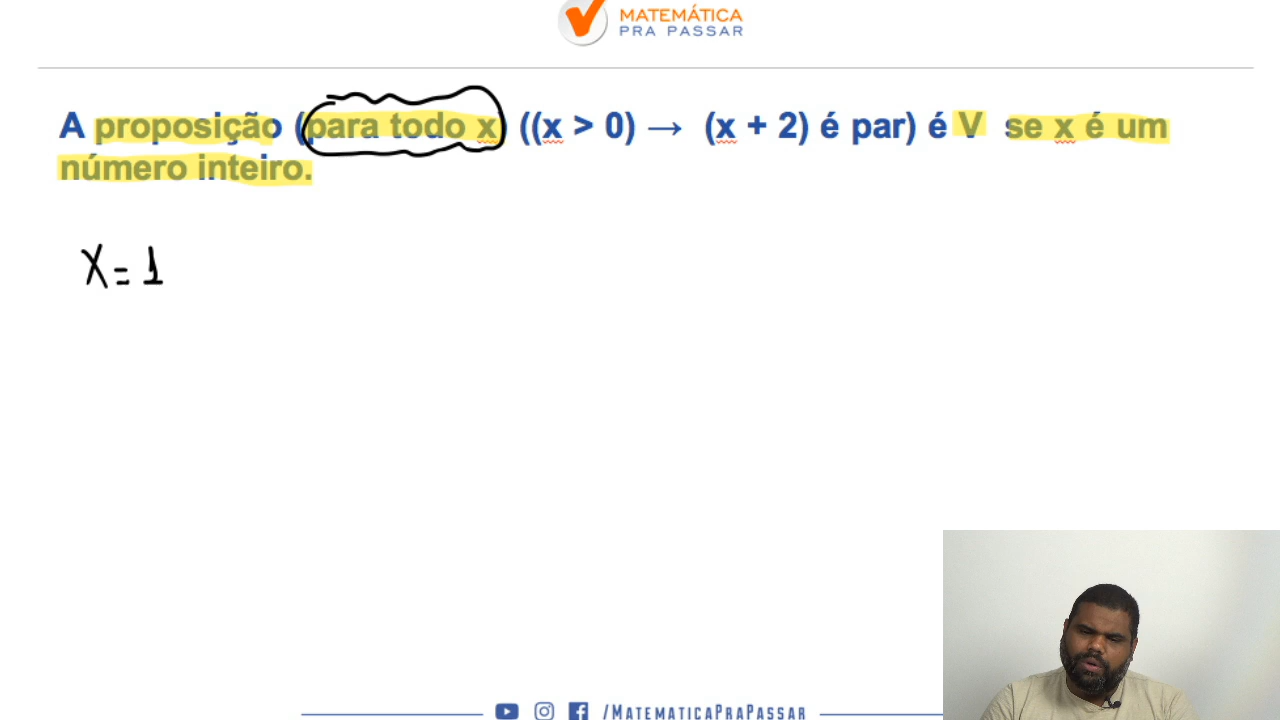 MATEMÁTICA
PRA PASSAR
A proposição (para todo x) ((x > 0) → (x + 2) é par) é V se x é um
número inteiro.
X = 1
/MATEMATICAPRAPASSAR